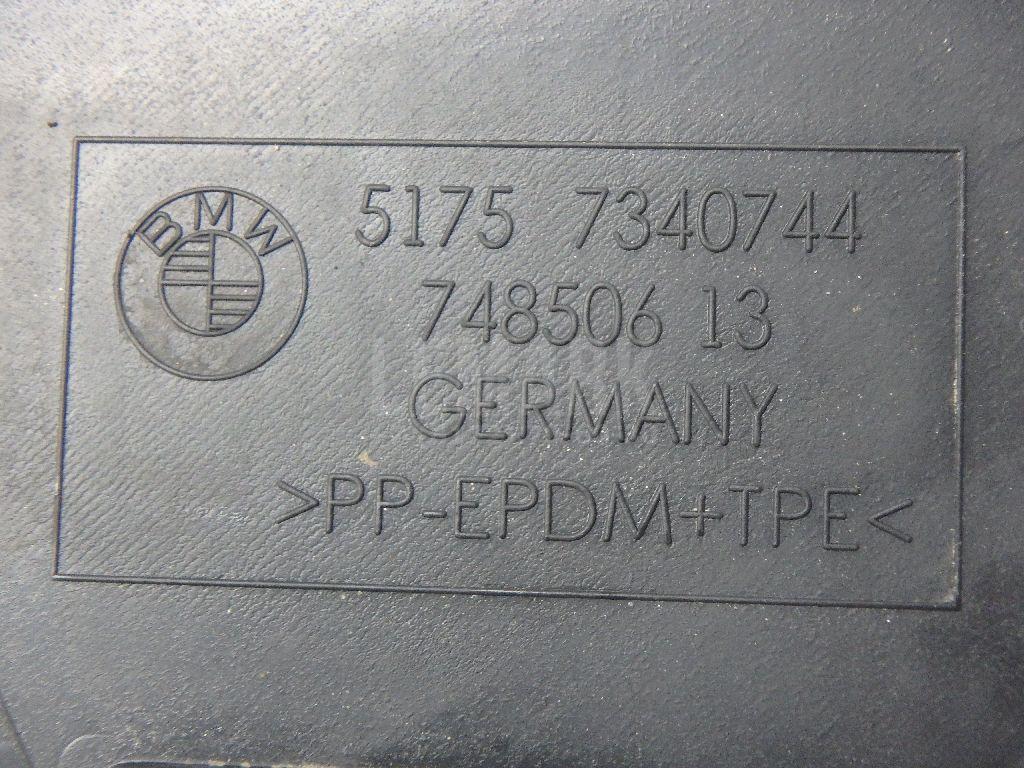 BMW
5175 7340744
748506 13
GERMANY
>PP-EPDM+TPE<